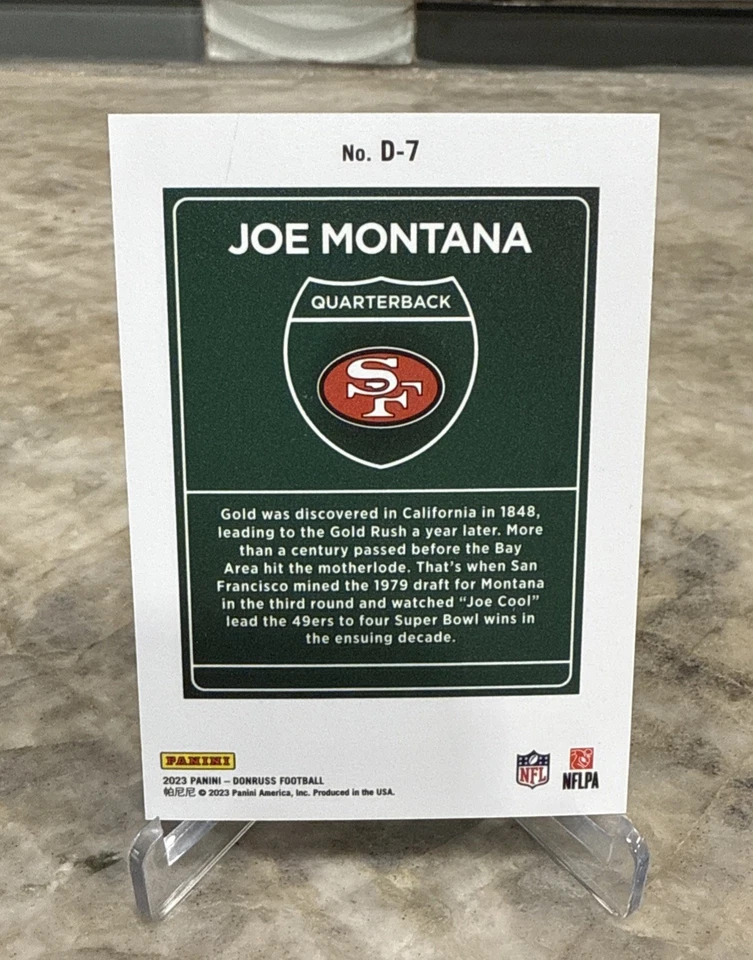 No. D-7
JOE MONTANA
QUARTERBACK
SF
Gold was discovered in California in 1848,
leading to the Gold Rush a year later. More
than a century passed before the Bay
Area hit the motherlode. That's when San
Francisco mined the 1979 draft for Montana
in the third round and watched “Joe Cool”
lead the 49ers to four Super Bowl wins in
the ensuing decade.
PANINI
2023 PANINI – DONRUSS FOOTBALL
帕尼尼 © 2023 Panini America, Inc. Produced in the USA.
NFL
NFLPA